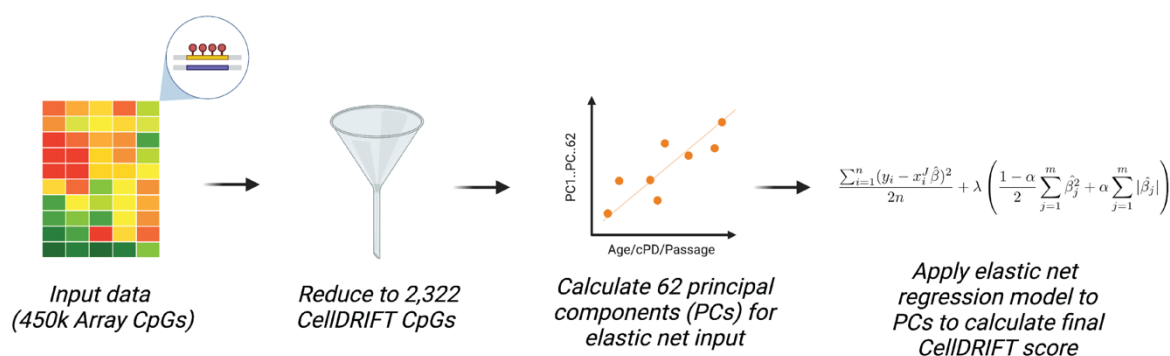 Input data
(450k Array CpGs)
Reduce to 2,322
CellDRIFT CpGs
PC1..PC..62
Age/cPD/Passage
Calculate 62 principal
components (PCs) for
elastic net input
\frac{\sum_{i=1}^{n}(y_i - x_i^J \hat{\beta})^2}{2n} + \lambda \left( \frac{1-\alpha}{2} \sum_{j=1}^{m} \hat{\beta}_j^2 + \alpha \sum_{j=1}^{m} |\hat{\beta}_j| \right)
Apply elastic net
regression model to
PCs to calculate final
CellDRIFT score